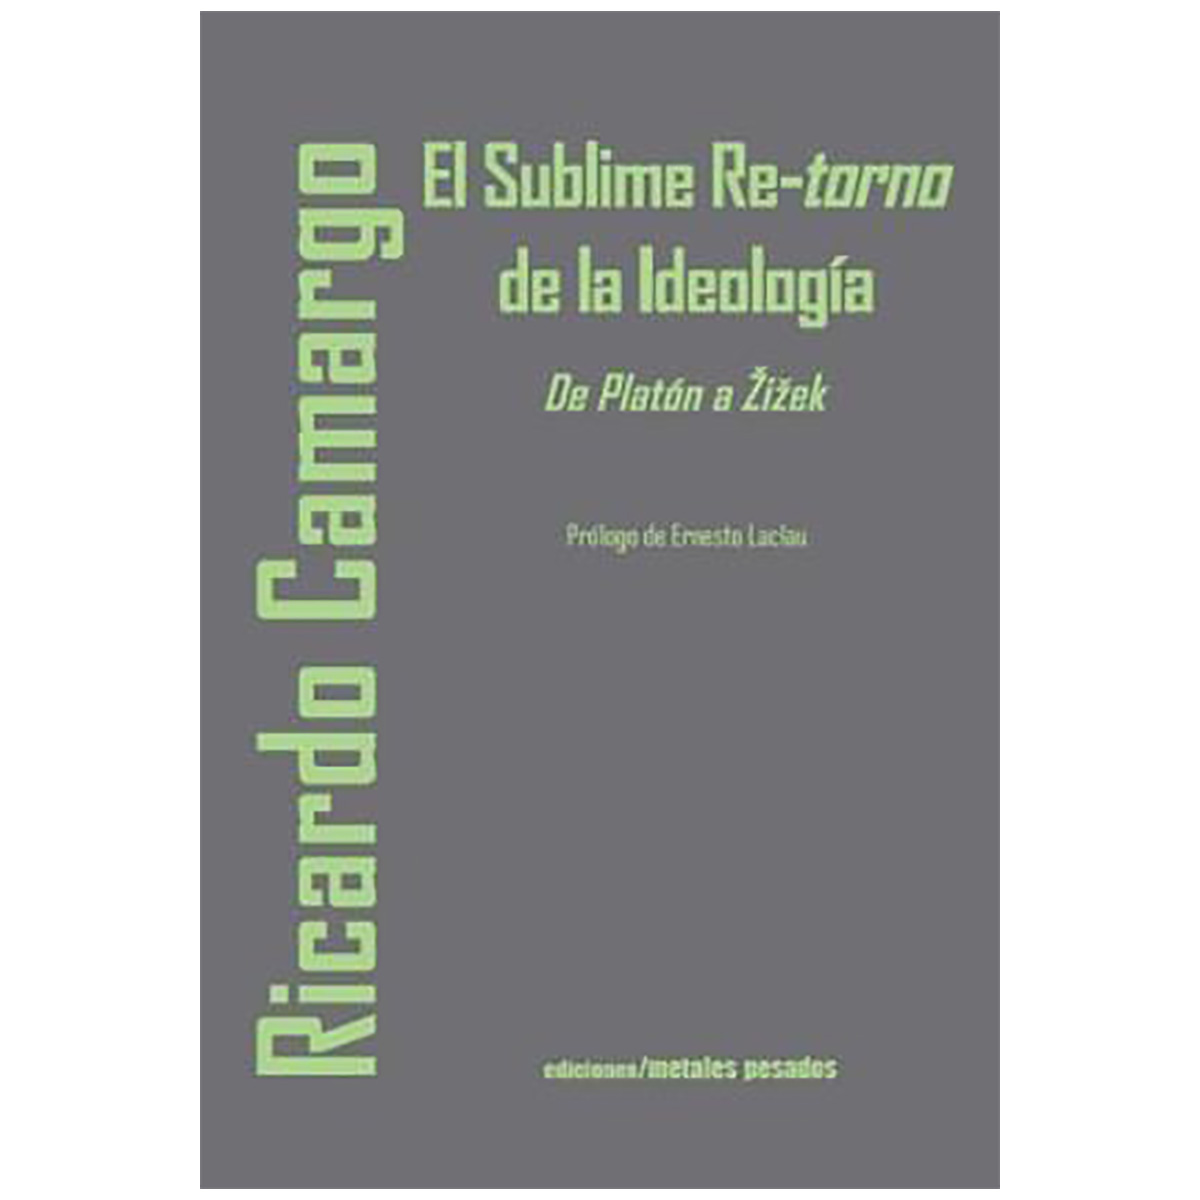 Ricardo Camargo
El Sublime Re-torno
de la Ideología
De Platón a Žižek
Prólogo de Ernesto Laclau
ediciones/metales pesados